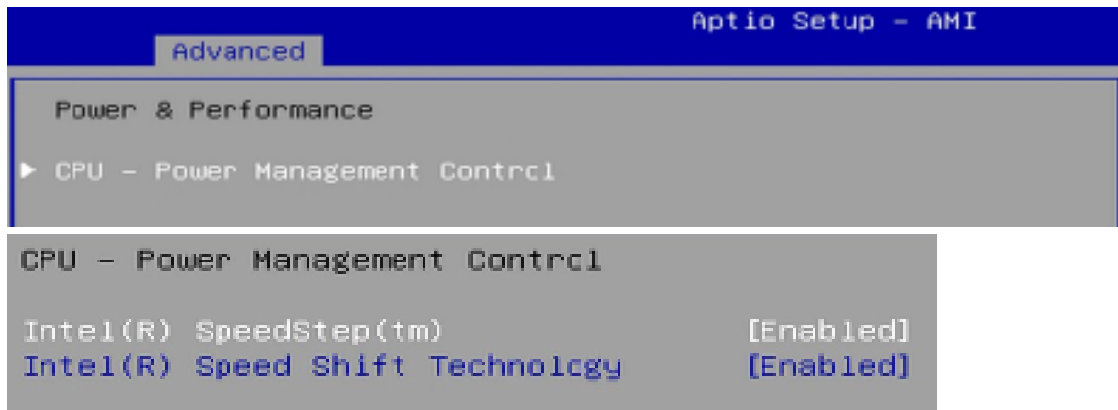 Aptio Setup – AMI
Advanced
Power & Performance
► CPU – Power Management Control
CPU – Power Management Control
Intel(R) SpeedStep(tm) [Enabled]
Intel(R) Speed Shift Technology [Enabled]